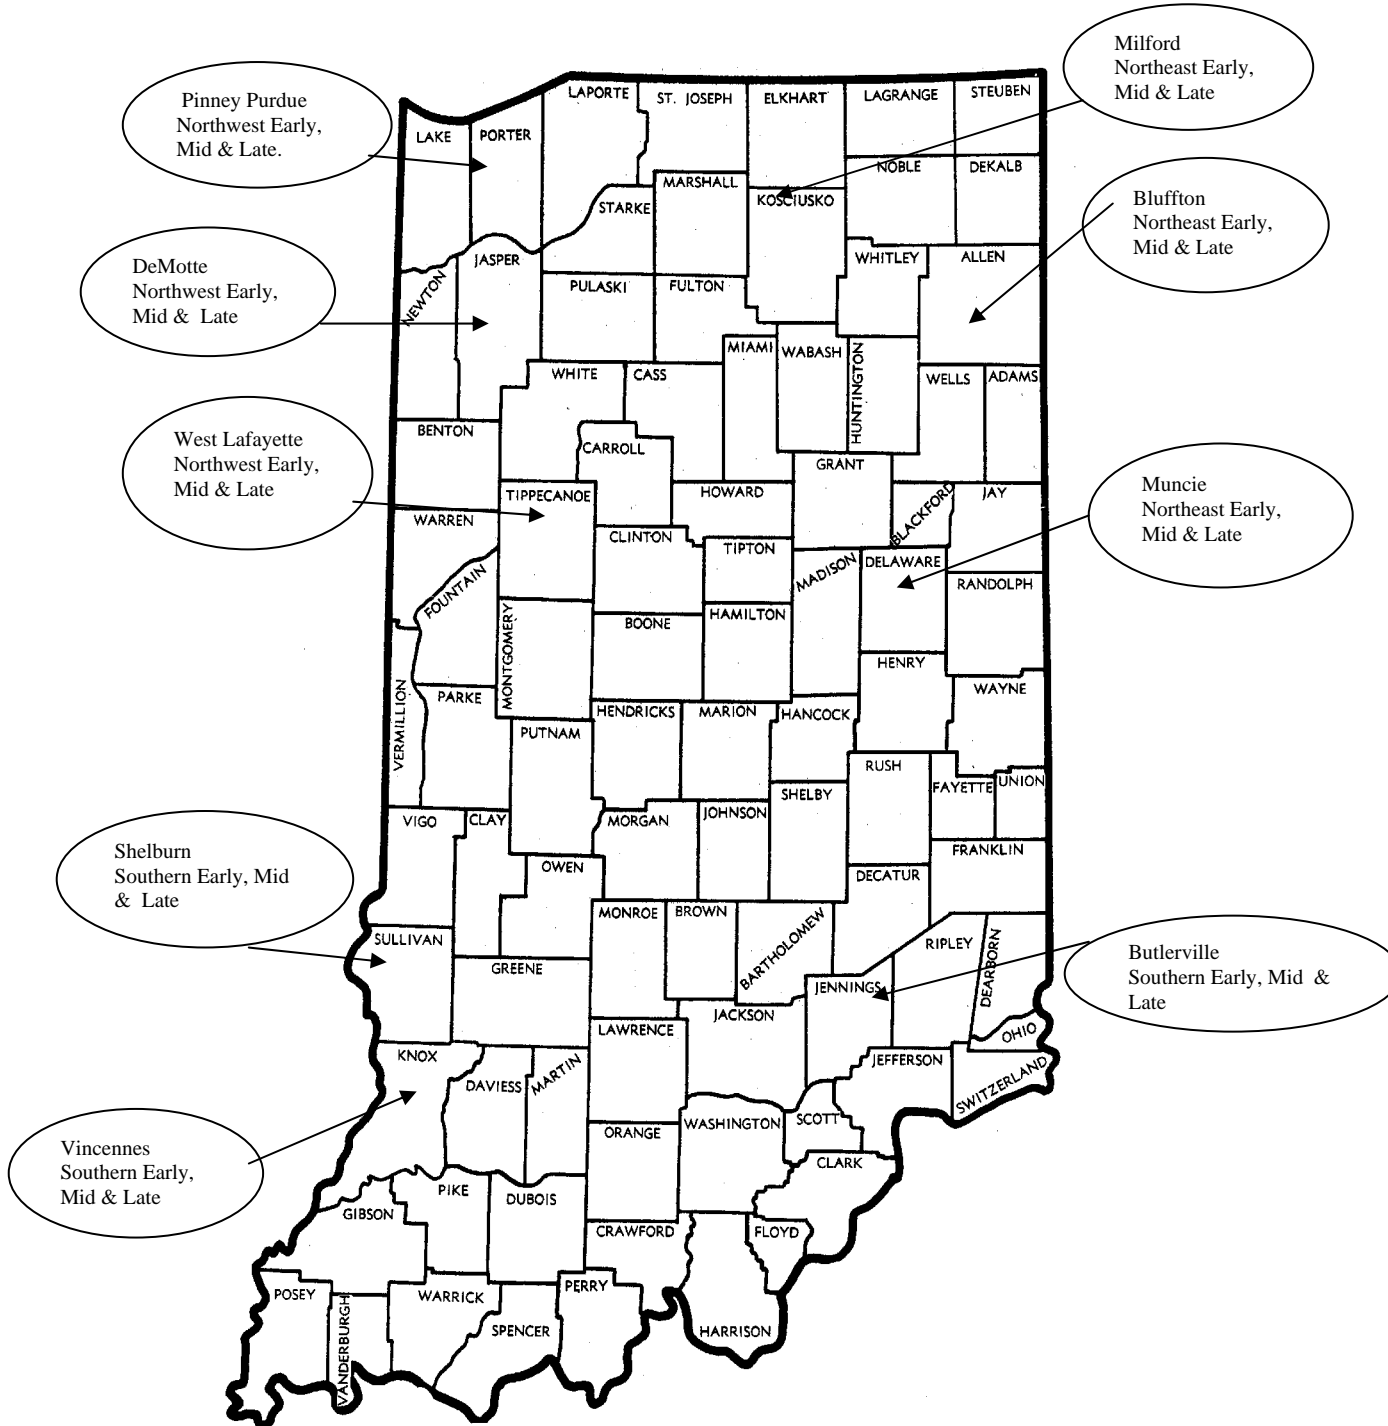 Milford
Northeast Early,
Mid & Late
Pinney Purdue
Northwest Early,
Mid & Late.
LAPORTE
ST. JOSEPH
ELKHART
LAGRANGE
STEUBEN
LAKE
PORTER
NOBLE
DEKALB
MARSHALL
KOSCIUSKO
STARKE
Bluffton
Northeast Early,
Mid & Late
DeMotte
Northwest Early,
Mid & Late
JASPER
WHITLEY
ALLEN
NEWTON
PULASKI
FULTON
MIAMI
WABASH
HUNTINGTON
WHITE
CASS
WELLS
ADAMS
West Lafayette
Northwest Early,
Mid & Late
BENTON
CARROLL
GRANT
Muncie
Northeast Early,
Mid & Late
TIPPECANOE
HOWARD
BLACKFORD
JAY
WARREN
CLINTON
TIPTON
MADISON
DELAWARE
RANDOLPH
FOUNTAIN
MONTGOMERY
BOONE
HAMILTON
HENRY
WAYNE
VERMILLION
PARKE
HENDRICKS
MARION
HANCOCK
PUTNAM
RUSH
FAYETTE
UNION
SHELBY
VIGO
CLAY
MORGAN
JOHNSON
FRANKLIN
Shelburn
Southern Early, Mid
& Late
OWEN
DECATUR
MONROE
BROWN
BARTHOLOMEW
SULLIVAN
RIPLEY
DEARBORN
GREENE
JENNINGS
Butlerville
Southern Early, Mid &
Late
JACKSON
LAWRENCE
OHIO
KNOX
DAVIESS
MARTIN
JEFFERSON
SWITZERLAND
WASHINGTON
SCOTT
Vincennes
Southern Early,
Mid & Late
ORANGE
CLARK
PIKE
DUBOIS
GIBSON
CRAWFORD
FLOYD
POSEY
VANDERBURGH
WARRICK
PERRY
SPENCER
HARRISON